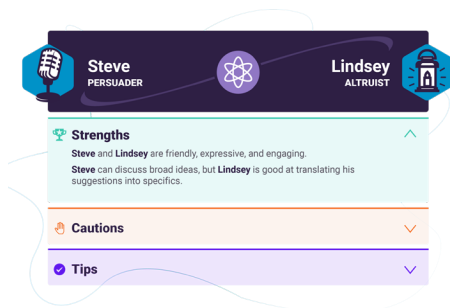 Steve
PERSUADER
Lindsey
ALTRUIST
Strengths
Steve and Lindsey are friendly, expressive, and engaging.
Steve can discuss broad ideas, but Lindsey is good at translating his
suggestions into specifics.
Cautions
Tips